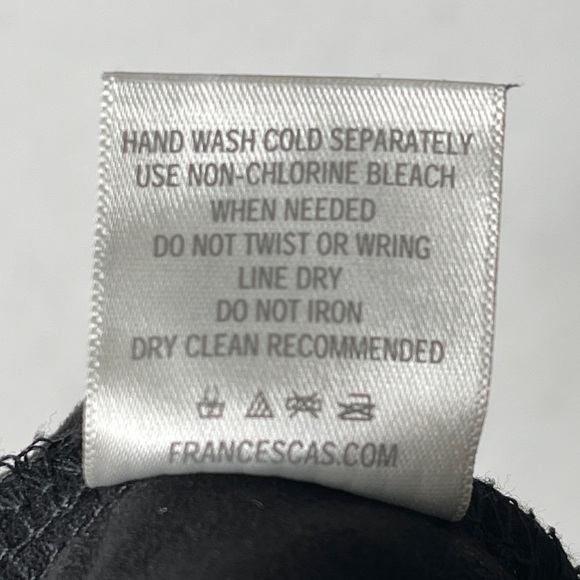 HAND WASH COLD SEPARATELY
USE NON-CHLORINE BLEACH
WHEN NEEDED
DO NOT TWIST OR WRING
LINE DRY
DO NOT IRON
DRY CLEAN RECOMMENDED
FRANCESCAS.COM